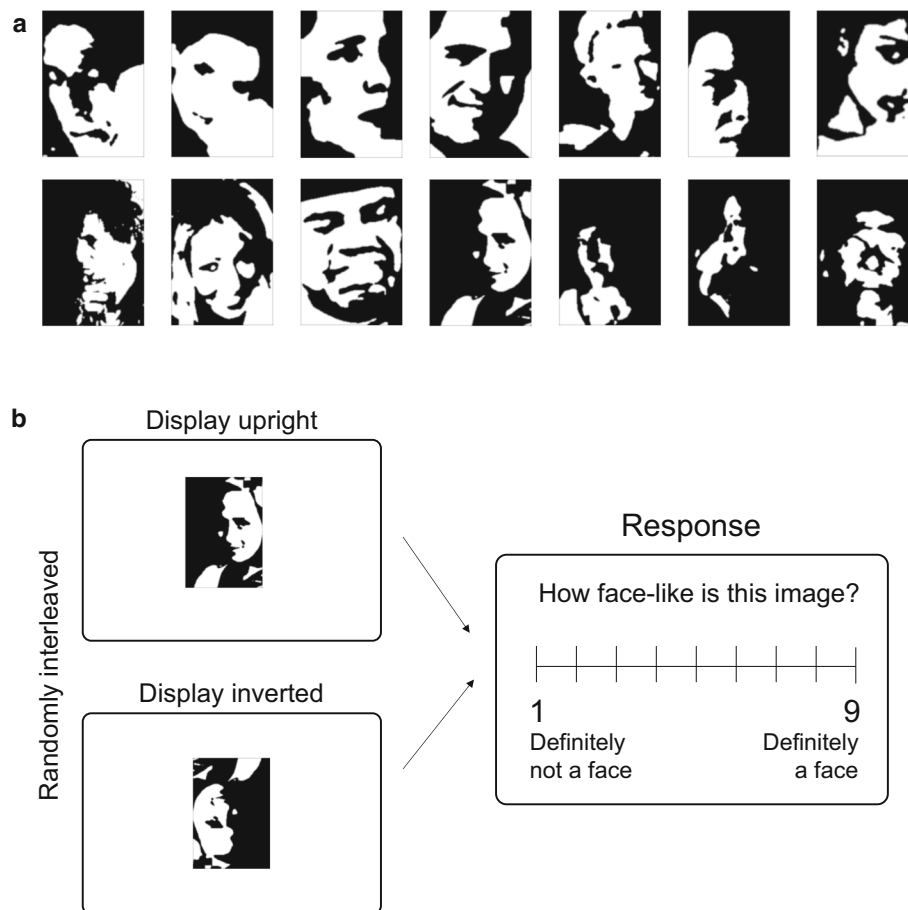 a
b
Display upright
Randomly interleaved
Display inverted
Response
How face-like is this image?
1
9
Definitely
not a face
Definitely
a face